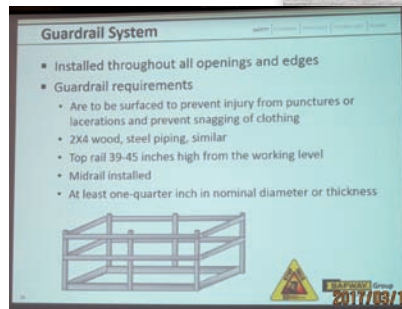 Guardrail System
▪ Installed throughout all openings and edges
▪ Guardrail requirements
• Are to be surfaced to prevent injury from punctures or
lacerations and prevent snagging of clothing
• 2X4 wood, steel piping, similar
• Top rail 39-45 inches high from the working level
• Midrail installed
• At least one-quarter inch in nominal diameter or thickness
SAFWAY Group
2017/03/1